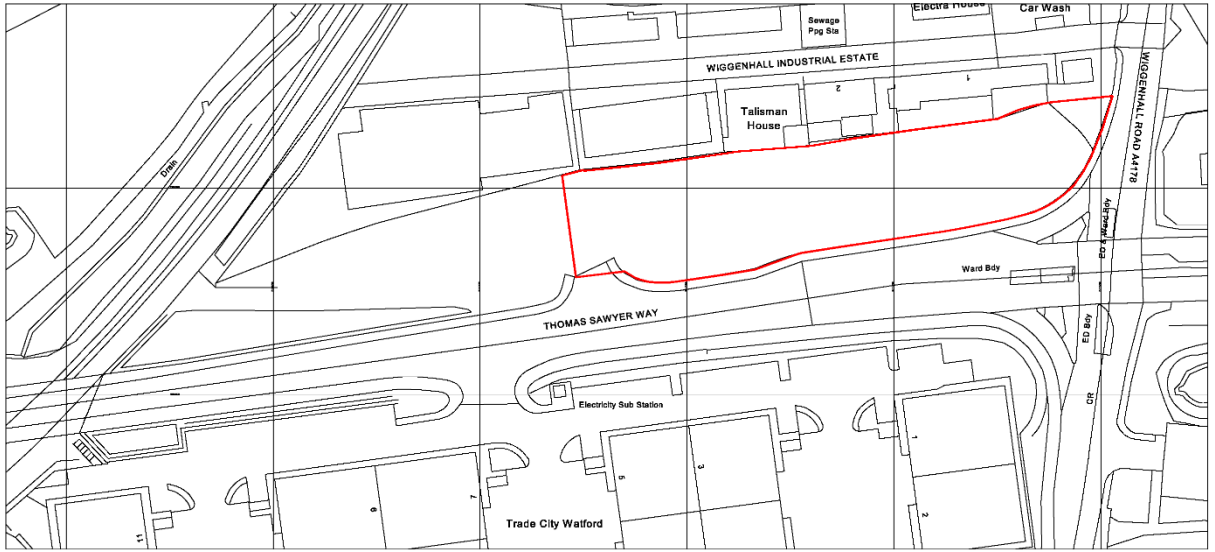 Electra House
Car Wash
Sewage
Ppg Sta
WIGGENHALL INDUSTRIAL ESTATE
WIGGENHALL ROAD A4178
1
2
Talisman
House
Drain
ED & Ward Bdy
Ward Bdy
THOMAS SAWYER WAY
ED Bdy
CR
Electricity Sub Station
1
3
5
7
6
2
11
Trade City Watford